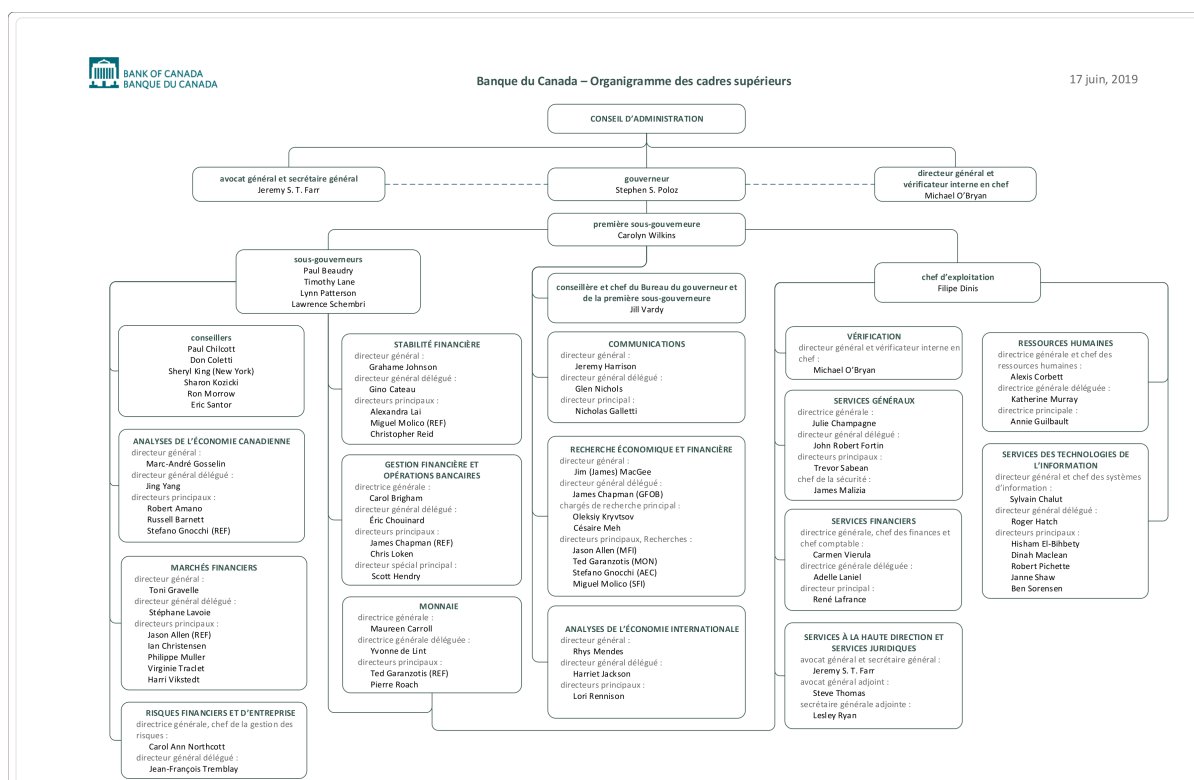 BANK OF CANADA
BANQUE DU CANADA
Banque du Canada – Organigramme des cadres supérieurs
17 juin, 2019
CONSEIL D'ADMINISTRATION
avocat général et secrétaire général
Jeremy S. T. Farr
gouverneur
Stephen S. Poloz
directeur général et
vérificateur interne en chef
Michael O'Bryan
première sous-gouverneure
Carolyn Wilkins
sous-gouverneurs
Paul Beaudry
Timothy Lane
Lynn Patterson
Lawrence Schembri
conseillère et chef du Bureau du gouverneur et
de la première sous-gouverneure
Jill Vardy
chef d'exploitation
Filipe Dinis
conseillers
Paul Chilcott
Don Coletti
Sheryl King (New York)
Sharon Kozicki
Ron Morrow
Eric Santor
ANALYSES DE L'ÉCONOMIE CANADIENNE
directeur général :
Marc-André Gosselin
directeur général délégué :
Jing Yang
directeurs principaux :
Robert Amano
Russell Barnett
Stefano Gnocchi (REF)
MARCHÉS FINANCIERS
directeur général :
Toni Gravelle
directeur général délégué :
Stéphane Lavoie
directeurs principaux :
Jason Allen (REF)
Ian Christensen
Philippe Muller
Virginie Traclet
Harri Vikstedt
RISQUES FINANCIERS ET D'ENTREPRISE
directrice générale, chef de la gestion des
risques :
Carol Ann Northcott
directeur général délégué :
Jean-François Tremblay
STABILITÉ FINANCIÈRE
directeur général :
Grahame Johnson
directeur général délégué :
Gino Cateau
directeurs principaux :
Alexandra Lai
Miguel Molico (REF)
Christopher Reid
GESTION FINANCIÈRE ET
OPÉRATIONS BANCAIRES
directrice générale :
Carol Brigham
directeur général délégué :
Éric Chouinard
directeurs principaux :
James Chapman (REF)
Chris Loken
directeur spécial principal :
Scott Hendry
MONNAIE
directrice générale :
Maureen Carroll
directrice générale déléguée :
Yvonne de Lint
directeurs principaux :
Ted Garanzotis (REF)
Pierre Roach
COMMUNICATIONS
directeur général :
Jeremy Harrison
directeur général délégué :
Glen Nichols
directeur principal :
Nicholas Galletti
RECHERCHE ÉCONOMIQUE ET FINANCIÈRE
directeur général :
Jim (James) MacGee
directeur général délégué :
James Chapman (GFOB)
chargés de recherche principal :
Oleksiy Kryvtsov
Césaire Meh
directeurs principaux, Recherches :
Jason Allen (MFI)
Ted Garanzotis (MON)
Stefano Gnocchi (AEC)
Miguel Molico (SFI)
ANALYSES DE L'ÉCONOMIE INTERNATIONALE
directeur général :
Rhys Mendes
directeur général délégué :
Harriet Jackson
directeurs principaux :
Lori Rennison
VÉRIFICATION
directeur général et vérificateur interne en
chef :
Michael O'Bryan
SERVICES GÉNÉRAUX
directrice générale :
Julie Champagne
directeur général délégué :
John Robert Fortin
directeurs principaux :
Trevor Sabean
chef de la sécurité :
James Malizia
SERVICES FINANCIERS
directrice générale, chef des finances et
chef comptable :
Carmen Vierula
directrice générale déléguée :
Adelle Laniel
directeur principal :
René Lafrance
SERVICES À LA HAUTE DIRECTION ET
SERVICES JURIDIQUES
avocat général et secrétaire général :
Jeremy S. T. Farr
avocat général adjoint :
Steve Thomas
secrétaire générale adjointe :
Lesley Ryan
RESSOURCES HUMAINES
directrice générale et chef des
ressources humaines :
Alexis Corbett
directrice générale déléguée :
Katherine Murray
directrice principale :
Annie Guilbault
SERVICES DES TECHNOLOGIES DE
L'INFORMATION
directeur général et chef des systèmes
d'information :
Sylvain Chalut
directeur général délégué :
Roger Hatch
directeurs principaux :
Hisham El-Bihbety
Dinah Maclean
Robert Pichette
Janne Shaw
Ben Sorensen